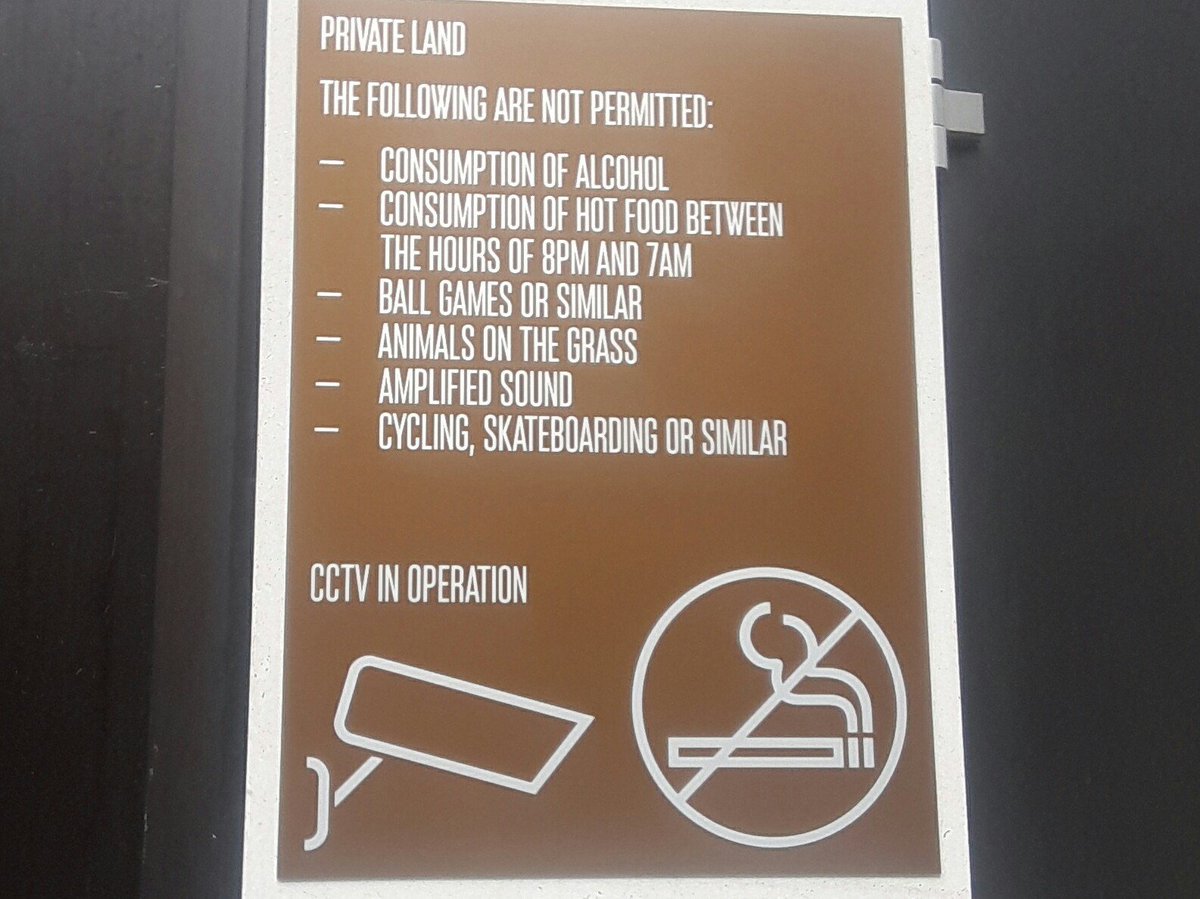 PRIVATE LAND
THE FOLLOWING ARE NOT PERMITTED:
– CONSUMPTION OF ALCOHOL
– CONSUMPTION OF HOT FOOD BETWEEN
THE HOURS OF 8PM AND 7AM
– BALL GAMES OR SIMILAR
– ANIMALS ON THE GRASS
– AMPLIFIED SOUND
– CYCLING, SKATEBOARDING OR SIMILAR
CCTV IN OPERATION